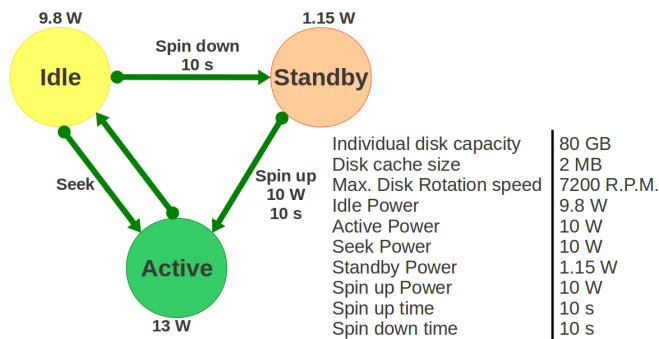 9.8 W
1.15 W
Spin down
10 s
Idle
Standby
Seek
Spin up
10 W
10 s
Active
13 W
Individual disk capacity 80 GB
Disk cache size 2 MB
Max. Disk Rotation speed 7200 R.P.M.
Idle Power 9.8 W
Active Power 10 W
Seek Power 10 W
Standby Power 1.15 W
Spin up Power 10 W
Spin up time 10 s
Spin down time 10 s